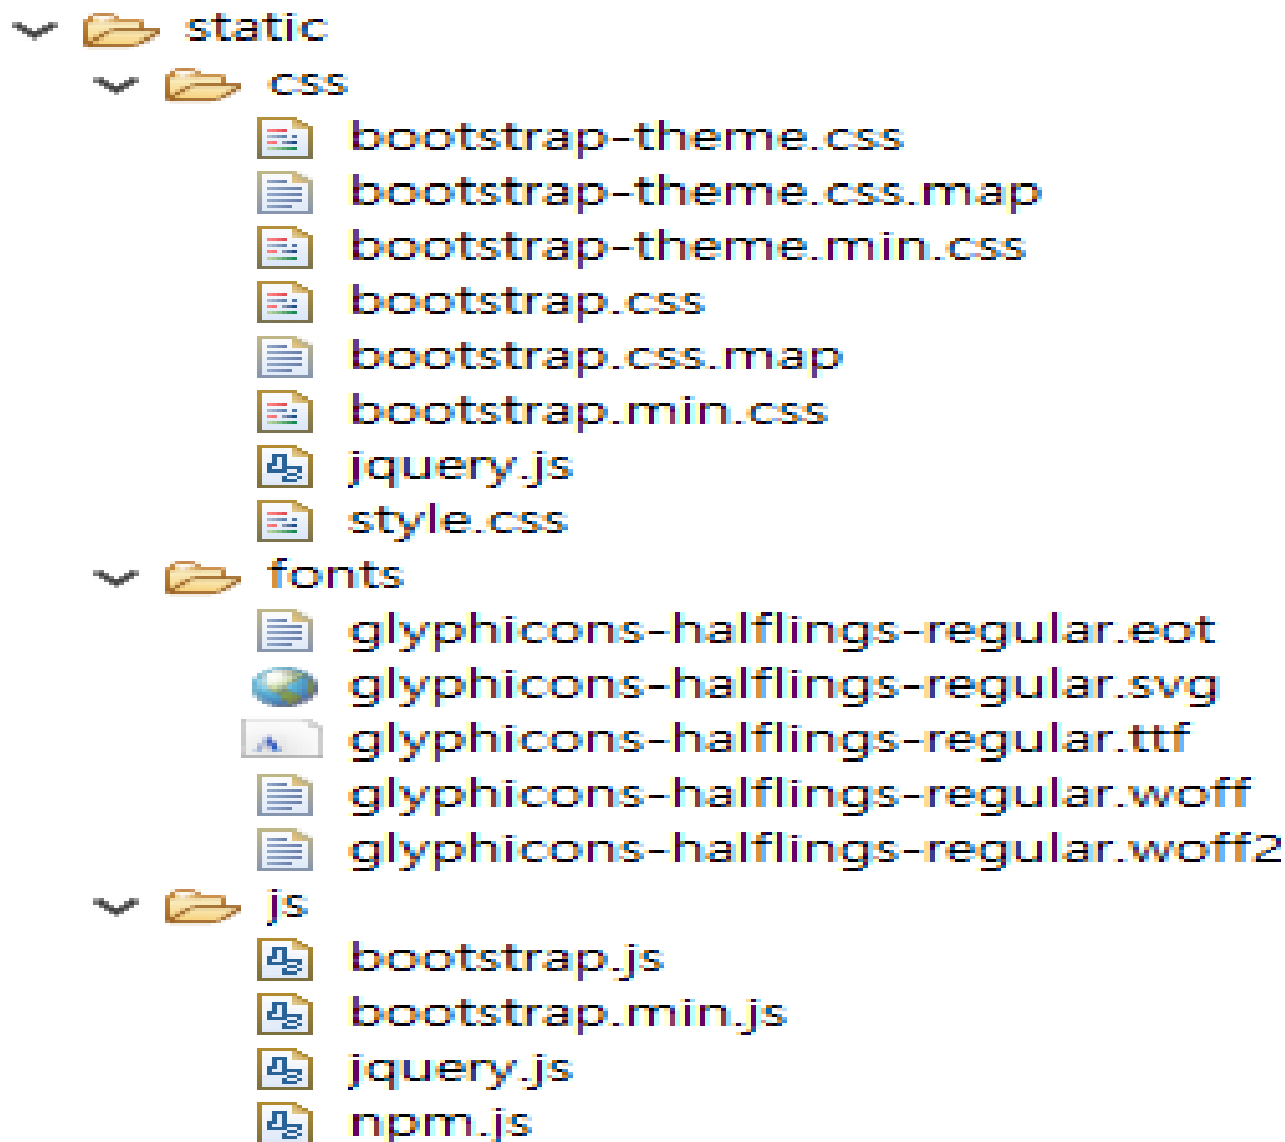 static
css
bootstrap-theme.css
bootstrap-theme.css.map
bootstrap-theme.min.css
bootstrap.css
bootstrap.css.map
bootstrap.min.css
jquery.js
style.css
fonts
glyphicons-halflings-regular.eot
glyphicons-halflings-regular.svg
glyphicons-halflings-regular.ttf
glyphicons-halflings-regular.woff
glyphicons-halflings-regular.woff2
js
bootstrap.js
bootstrap.min.js
jquery.js
npm.js